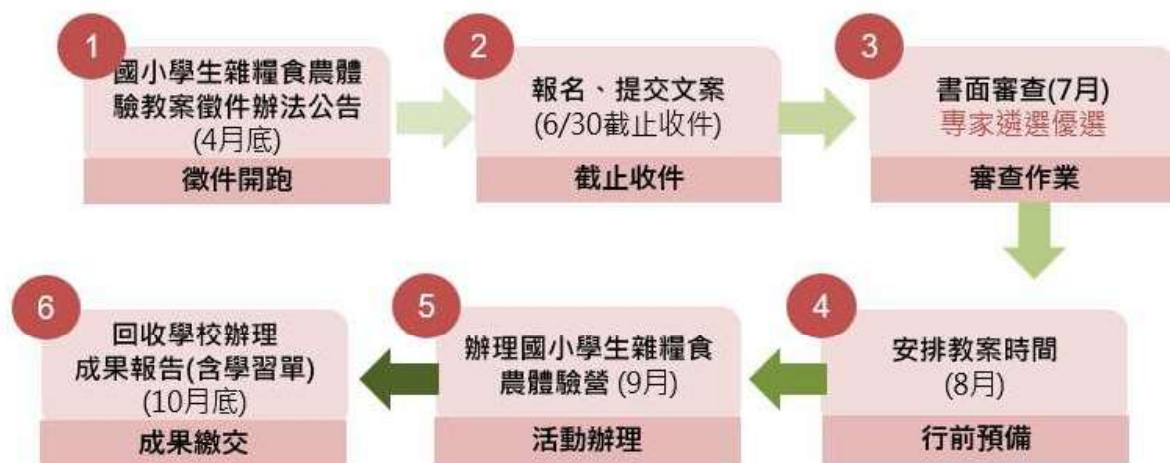 1
國小學生雜糧食農體
驗教案徵件辦法公告
(4月底)
徵件開跑
2
報名、提交文案
(6/30截止收件)
截止收件
3
書面審查(7月)
專家遴選優選
審查作業
4
安排教案時間
(8月)
行前預備
5
辦理國小學生雜糧食
農體驗營 (9月)
活動辦理
6
回收學校辦理
成果報告(含學習單)
(10月底)
成果繳交